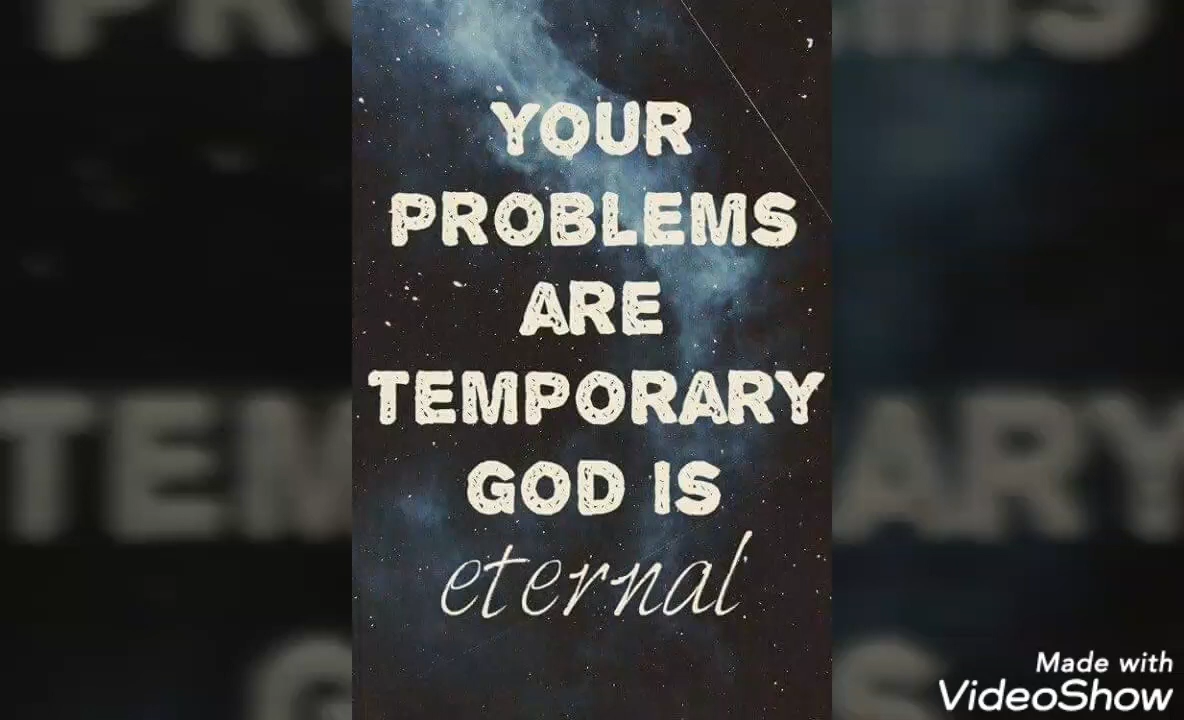 YOUR
PROBLEMS
ARE
TEMPORARY
GOD IS
eternal
Made with
VideoShow